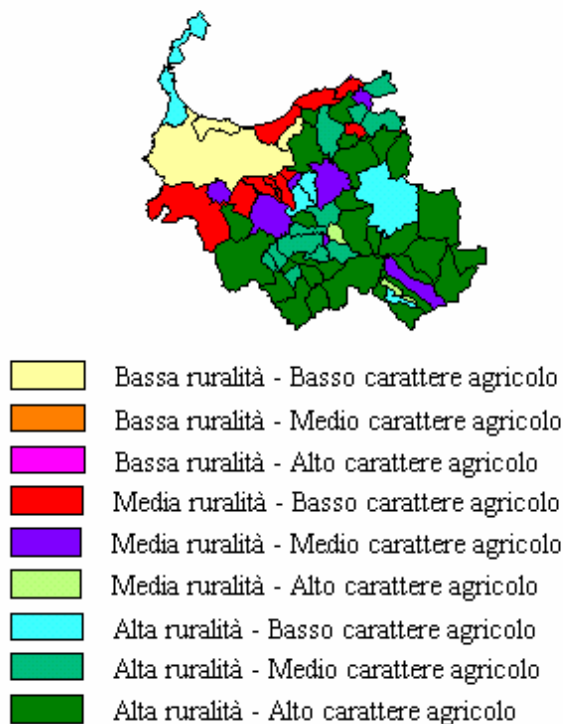 Bassa ruralità - Basso carattere agricolo
Bassa ruralità - Medio carattere agricolo
Bassa ruralità - Alto carattere agricolo
Media ruralità - Basso carattere agricolo
Media ruralità - Medio carattere agricolo
Media ruralità - Alto carattere agricolo
Alta ruralità - Basso carattere agricolo
Alta ruralità - Medio carattere agricolo
Alta ruralità - Alto carattere agricolo